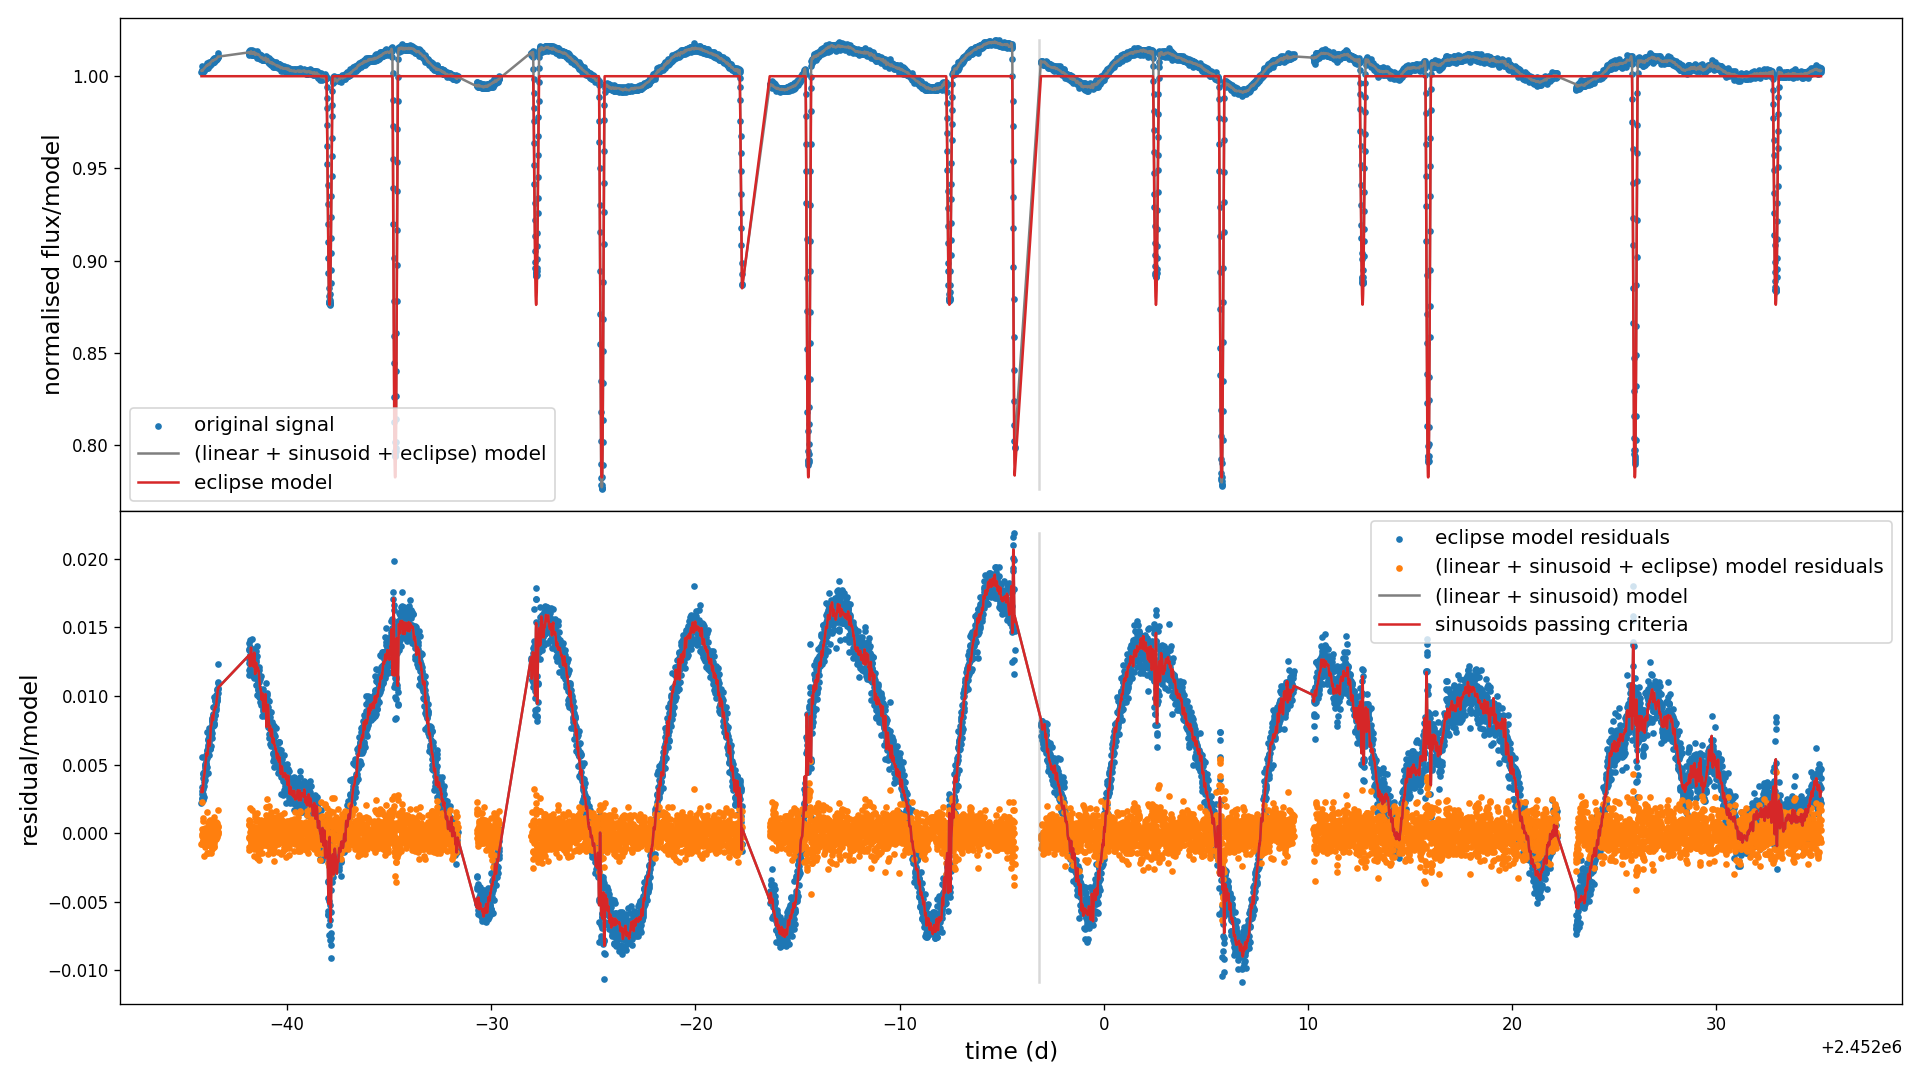 1.00
0.95
0.90
0.85
0.80
normalised flux/model
original signal
(linear + sinusoid + eclipse) model
eclipse model
0.020
0.015
0.010
0.005
0.000
−0.005
−0.010
residual/model
eclipse model residuals
(linear + sinusoid + eclipse) model residuals
(linear + sinusoid) model
sinusoids passing criteria
−40 −30 −20 −10 0 10 20 30
time (d)
+2.452e6